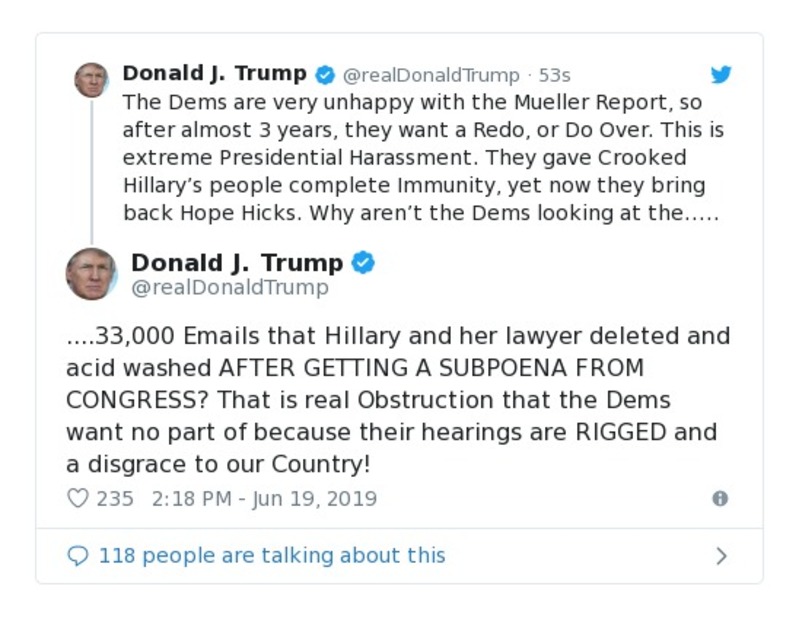 Donald J. Trump @realDonaldTrump · 53s
The Dems are very unhappy with the Mueller Report, so
after almost 3 years, they want a Redo, or Do Over. This is
extreme Presidential Harassment. They gave Crooked
Hillary’s people complete Immunity, yet now they bring
back Hope Hicks. Why aren’t the Dems looking at the.....
Donald J. Trump
@realDonaldTrump
....33,000 Emails that Hillary and her lawyer deleted and
acid washed AFTER GETTING A SUBPOENA FROM
CONGRESS? That is real Obstruction that the Dems
want no part of because their hearings are RIGGED and
a disgrace to our Country!
235 2:18 PM - Jun 19, 2019
118 people are talking about this